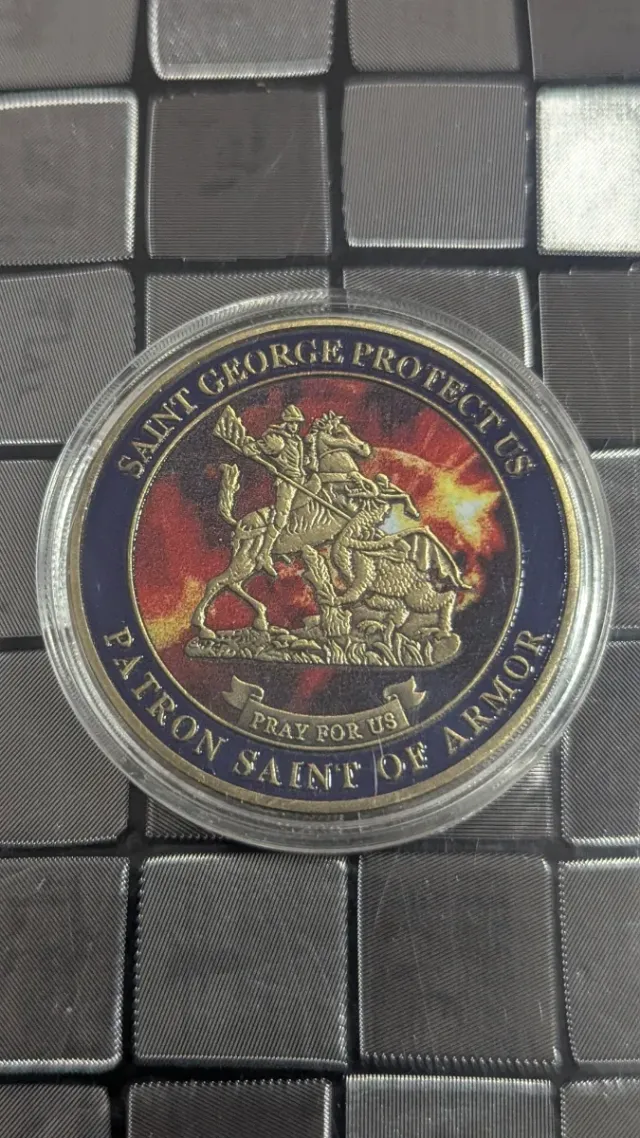 SAINT GEORGE PROTECT US
PRAY FOR US
PATRON SAINT OF ARMOR